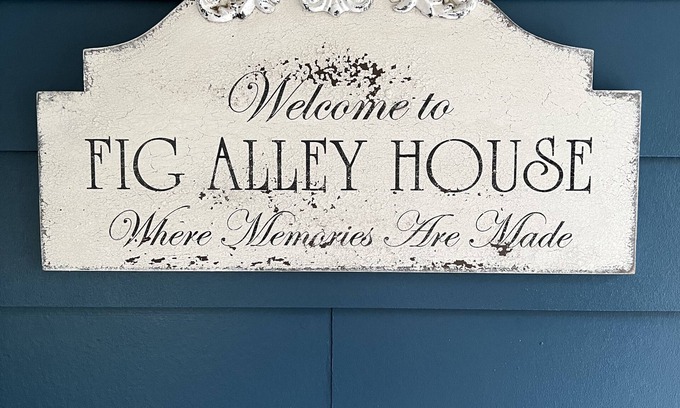 Welcome to
FIG ALLEY HOUSE
Where Memories Are Made